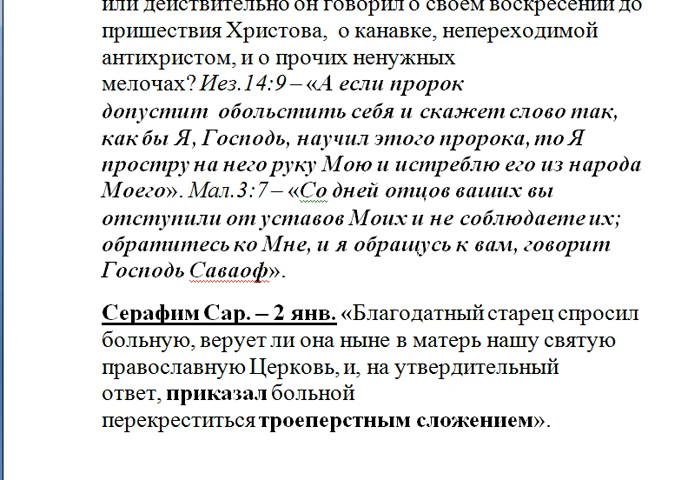 или действительно он говорил о своем воскресении до
пришествия Христова, о канавке, непереходимой
антихристом, и о прочих ненужных
мелочах? Иез.14:9 – «А если пророк
допустит обольстить себя и скажет слово так,
как бы Я, Господь, научил этого пророка, то Я
простру на него руку Мою и истреблю его из народа
Моего». Мал.3:7 – «Со дней отцов ваших вы
отступили от уставов Моих и не соблюдаете их;
обратитесь ко Мне, и я обращусь к вам, говорит
Господь Саваоф».
Серафим Сар. – 2 янв. «Благодатный старец спросил
больную, верует ли она ныне в матерь нашу святую
православную Церковь, и, на утвердительный
ответ, приказал больной
перекреститься троеперстным сложением».